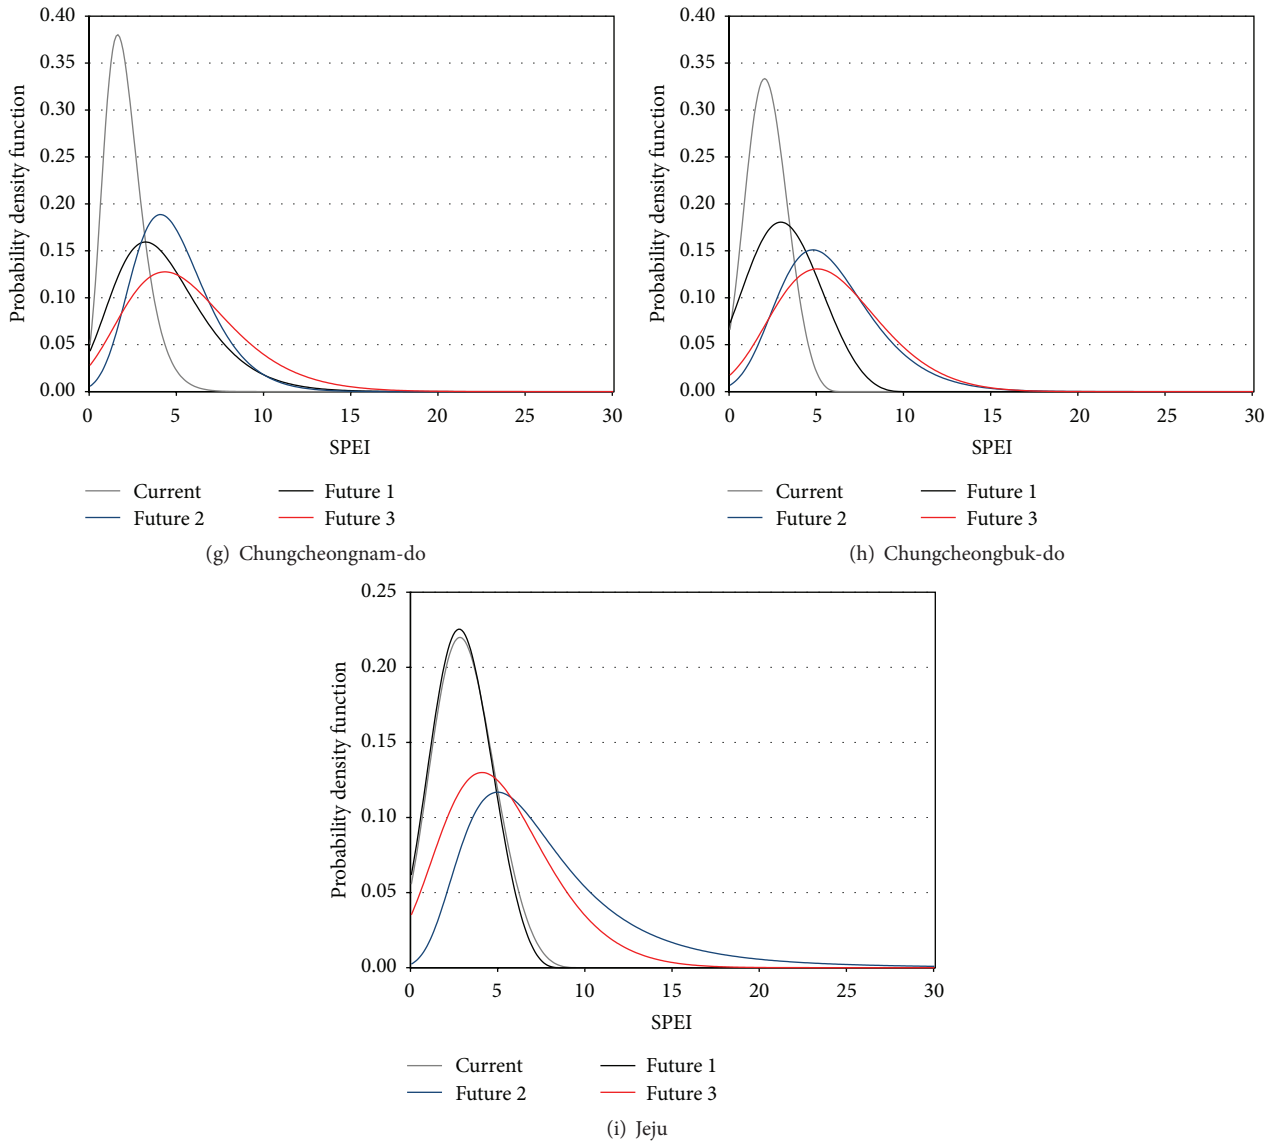 0.40
0.35
0.30
0.25
0.20
0.15
0.10
0.05
0.00
Probability density function
0 5 10 15 20 25 30
SPEI
Current Future 1
Future 2 Future 3
(g) Chungcheongnam-do
0.40
0.35
0.30
0.25
0.20
0.15
0.10
0.05
0.00
Probability density function
0 5 10 15 20 25 30
SPEI
Current Future 1
Future 2 Future 3
(h) Chungcheongbuk-do
0.25
0.20
0.15
0.10
0.05
0.00
Probability density function
0 5 10 15 20 25 30
SPEI
Current Future 1
Future 2 Future 3
(i) Jeju